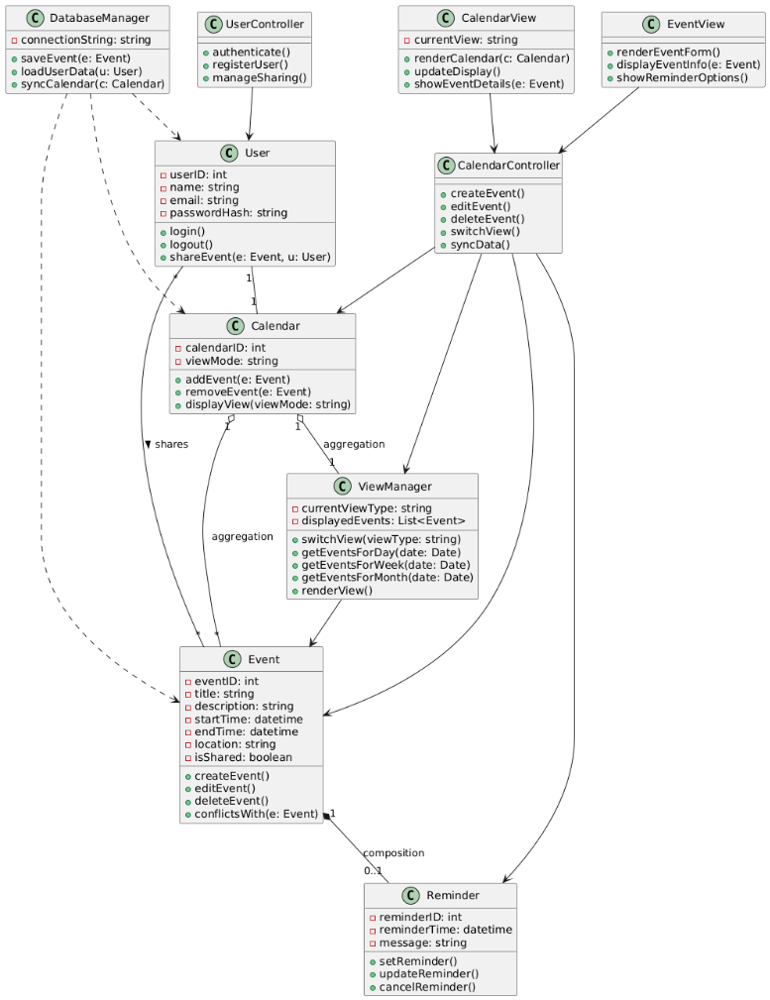 C DatabaseManager
connectionString: string
saveEvent(e: Event)
loadUserData(u: User)
syncCalendar(c: Calendar)
C UserController
authenticate()
registerUser()
manageSharing()
C CalendarView
currentView: string
renderCalendar(c: Calendar)
updateDisplay()
showEventDetails(e: Event)
C EventView
renderEventForm()
displayEventInfo(e: Event)
showReminderOptions()
C User
userID: int
name: string
email: string
passwordHash: string
login()
logout()
shareEvent(e: Event, u: User)
C CalendarController
createEvent()
editEvent()
deleteEvent()
switchView()
syncData()
*
1
1
C Calendar
calendarID: int
viewMode: string
addEvent(e: Event)
removeEvent(e: Event)
displayView(viewMode: string)
1
1
shares
aggregation
1
C ViewManager
currentViewType: string
displayedEvents: List<Event>
switchView(viewType: string)
getEventsForDay(date: Date)
getEventsForWeek(date: Date)
getEventsForMonth(date: Date)
renderView()
aggregation
*
*
C Event
eventID: int
title: string
description: string
startTime: datetime
endTime: datetime
location: string
isShared: boolean
createEvent()
editEvent()
deleteEvent()
conflictsWith(e: Event)
1
composition
0..1
C Reminder
reminderID: int
reminderTime: datetime
message: string
setReminder()
updateReminder()
cancelReminder()